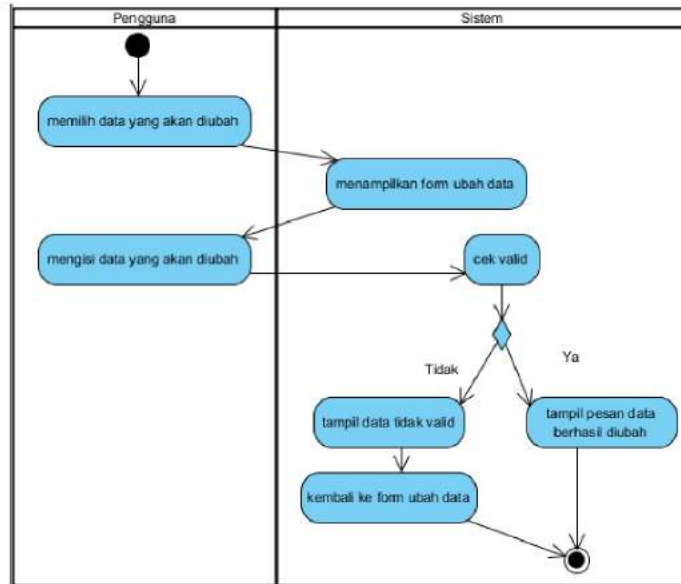 Pengguna
Sistem
memilih data yang akan diubah
menampilkan form ubah data
mengisi data yang akan diubah
cek valid
Tidak
Ya
tampil data tidak valid
tampil pesan data
berhasil diubah
kembali ke form ubah data